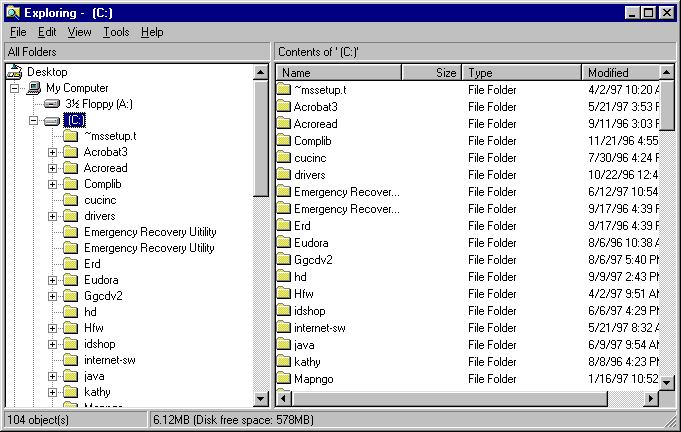 Exploring - (C:)
File Edit View Tools Help
All Folders
Contents of ' (C:)'
Desktop
My Computer
3½ Floppy (A:)
(C:)
~mssetup.t
Acrobat3
Acroread
Complib
cucinc
drivers
Emergency Recovery Uitility
Emergency Recovery Utility
Erd
Eudora
Ggcdv2
hd
Hfw
idshop
internet-sw
java
kathy
Mapngo
Name Size Type Modified
~mssetup.t File Folder 4/2/97 10:20 A
Acrobat3 File Folder 5/21/97 3:53 F
Acroread File Folder 9/11/96 3:03 F
Complib File Folder 11/21/96 4:55
cucinc File Folder 7/30/96 4:24 F
drivers File Folder 10/22/96 12:4
Emergency Recover... File Folder 6/12/97 10:54
Emergency Recover... File Folder 9/17/96 4:39 F
Erd File Folder 9/17/96 4:34 F
Eudora File Folder 8/6/96 10:38 A
Ggcdv2 File Folder 8/6/97 5:40 PM
hd File Folder 9/9/97 2:43 PM
Hfw File Folder 4/2/97 9:51 AM
idshop File Folder 6/6/97 4:29 PM
internet-sw File Folder 5/21/97 8:32 A
java File Folder 6/9/97 9:54 AM
kathy File Folder 8/8/96 4:23 PM
Mapngo File Folder 1/16/97 10:52
104 object(s) 6.12MB (Disk free space: 578MB)